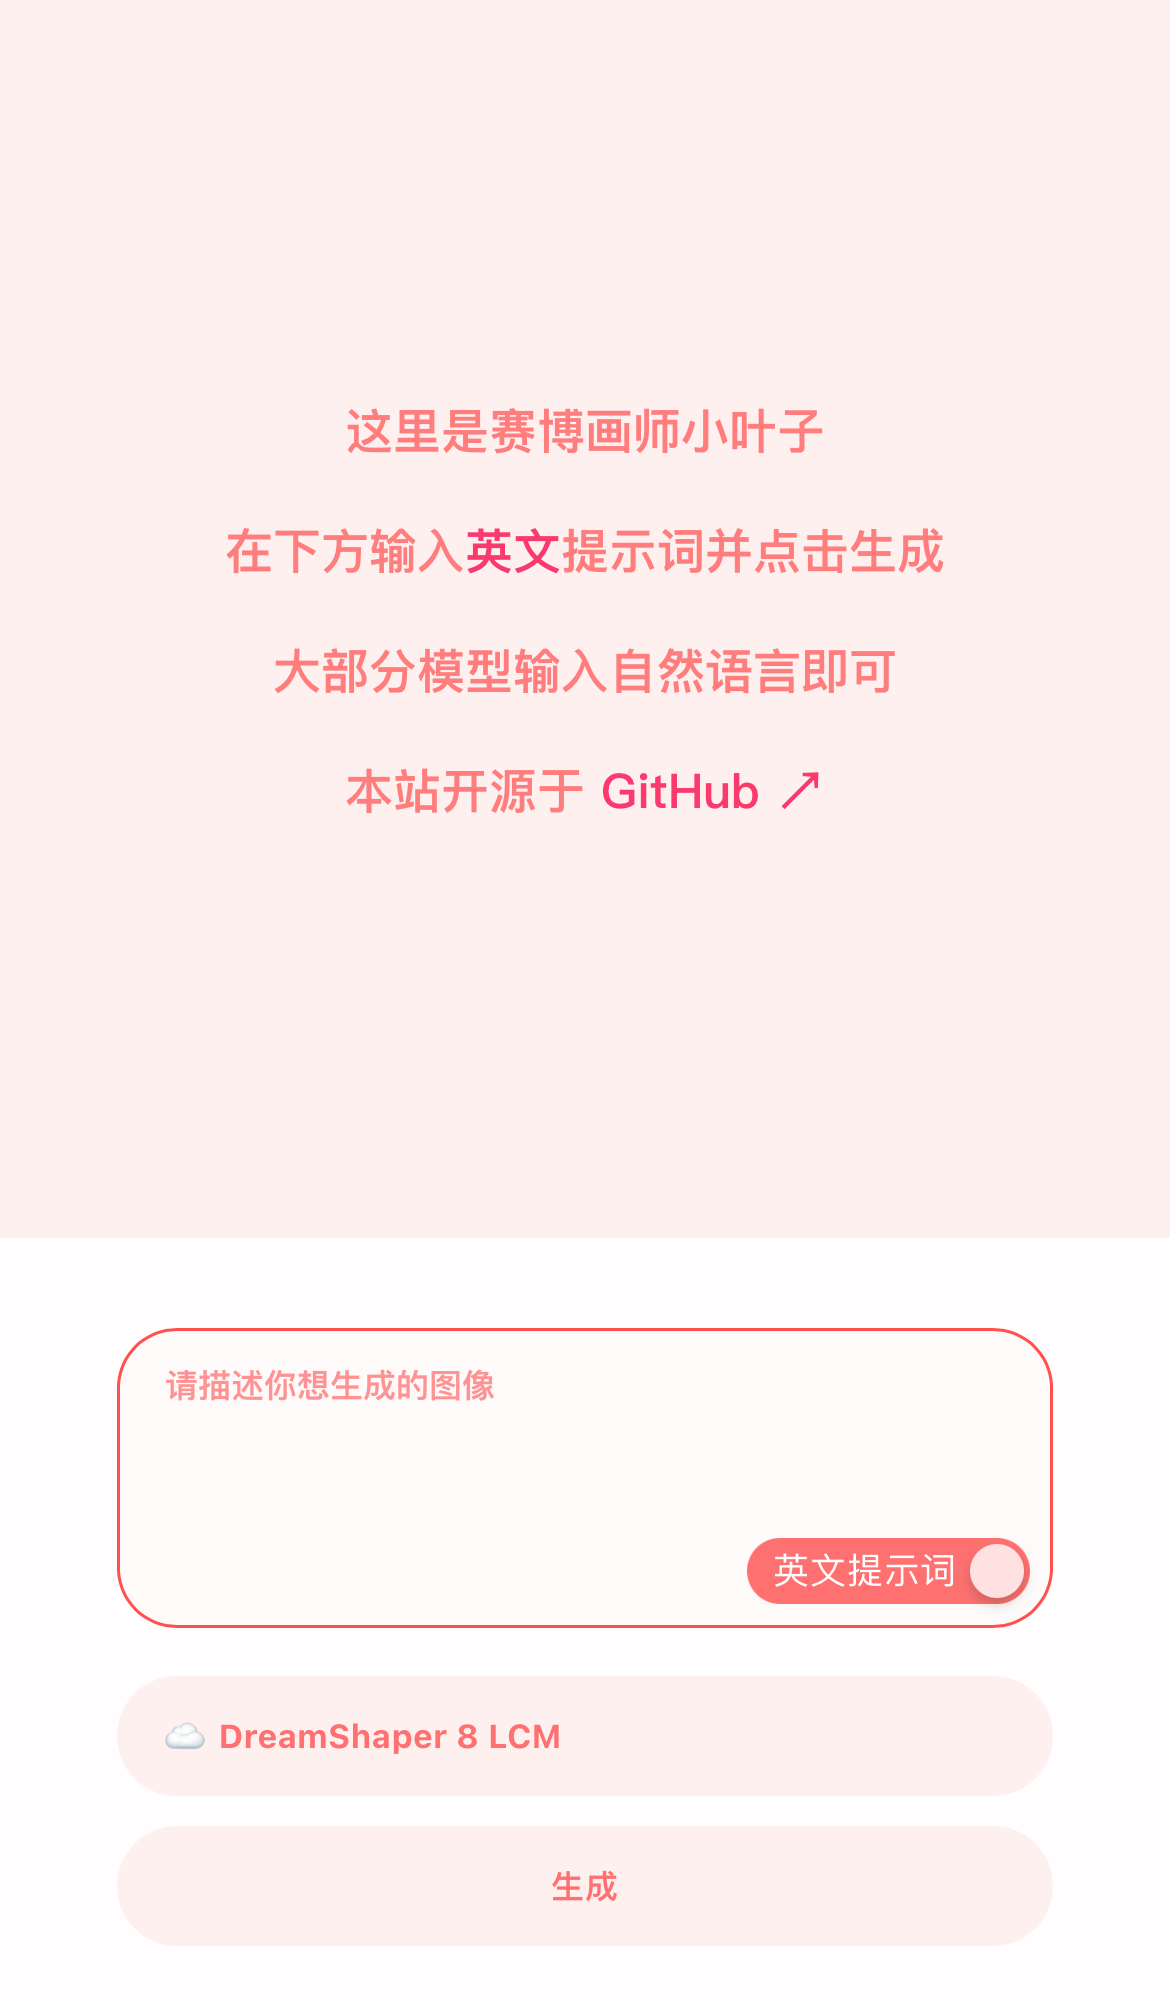 这里是赛博画师小叶子
在下方输入英文提示词并点击生成
大部分模型输入自然语言即可
本站开源于 GitHub ↗
请描述你想生成的图像
英文提示词
☁️ DreamShaper 8 LCM
生成